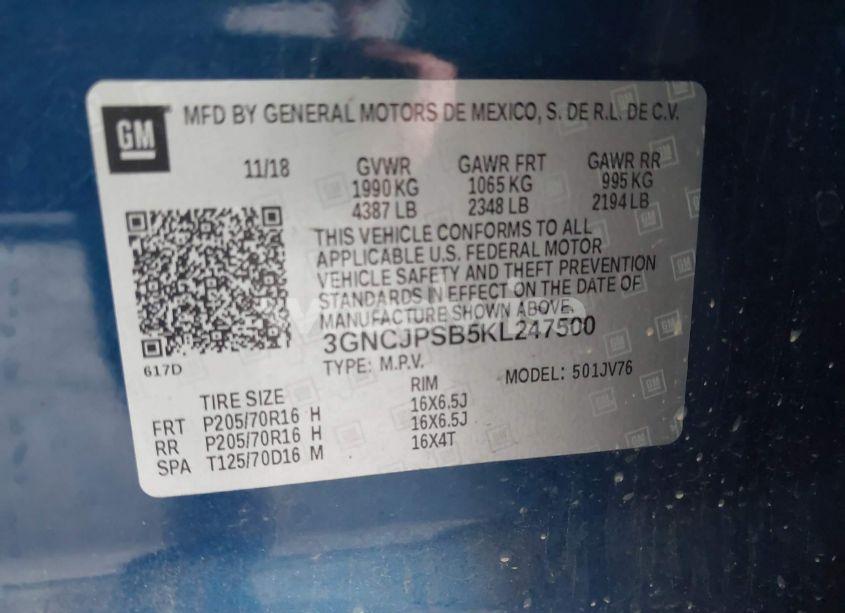 GM
MFD BY GENERAL MOTORS DE MEXICO, S. DE R.L. DE C.V.
11/18 GVWR GAWR FRT GAWR RR
1990 KG 1065 KG 995 KG
4387 LB 2348 LB 2194 LB
THIS VEHICLE CONFORMS TO ALL
APPLICABLE U.S. FEDERAL MOTOR
VEHICLE SAFETY AND THEFT PREVENTION
STANDARDS IN EFFECT ON THE DATE OF
MANUFACTURE SHOWN ABOVE.
3GNCJPSB5KL247500
617D
TYPE: M.P.V. MODEL: 501JV76
TIRE SIZE RIM
FRT P205/70R16 H 16X6.5J
RR P205/70R16 H 16X6.5J
SPA T125/70D16 M 16X4T